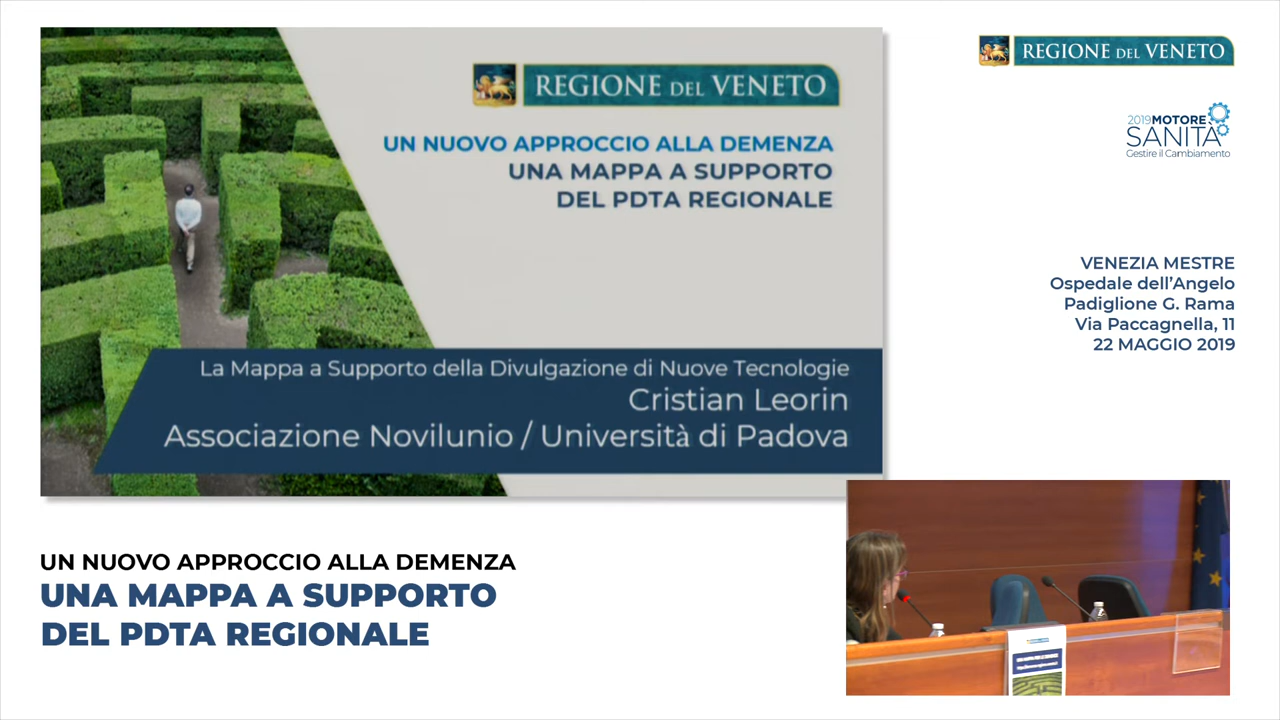 REGIONE DEL VENETO
UN NUOVO APPROCCIO ALLA DEMENZA
UNA MAPPA A SUPPORTO
DEL PDTA REGIONALE
La Mappa a Supporto della Divulgazione di Nuove Tecnologie
Cristian Leorin
Associazione Novilunio / Università di Padova
REGIONE DEL VENETO
2019MOTORE
SANITÀ
Gestire il Cambiamento
VENEZIA MESTRE
Ospedale dell'Angelo
Padiglione G. Rama
Via Paccagnella, 11
22 MAGGIO 2019
UN NUOVO APPROCCIO ALLA DEMENZA
UNA MAPPA A SUPPORTO
DEL PDTA REGIONALE